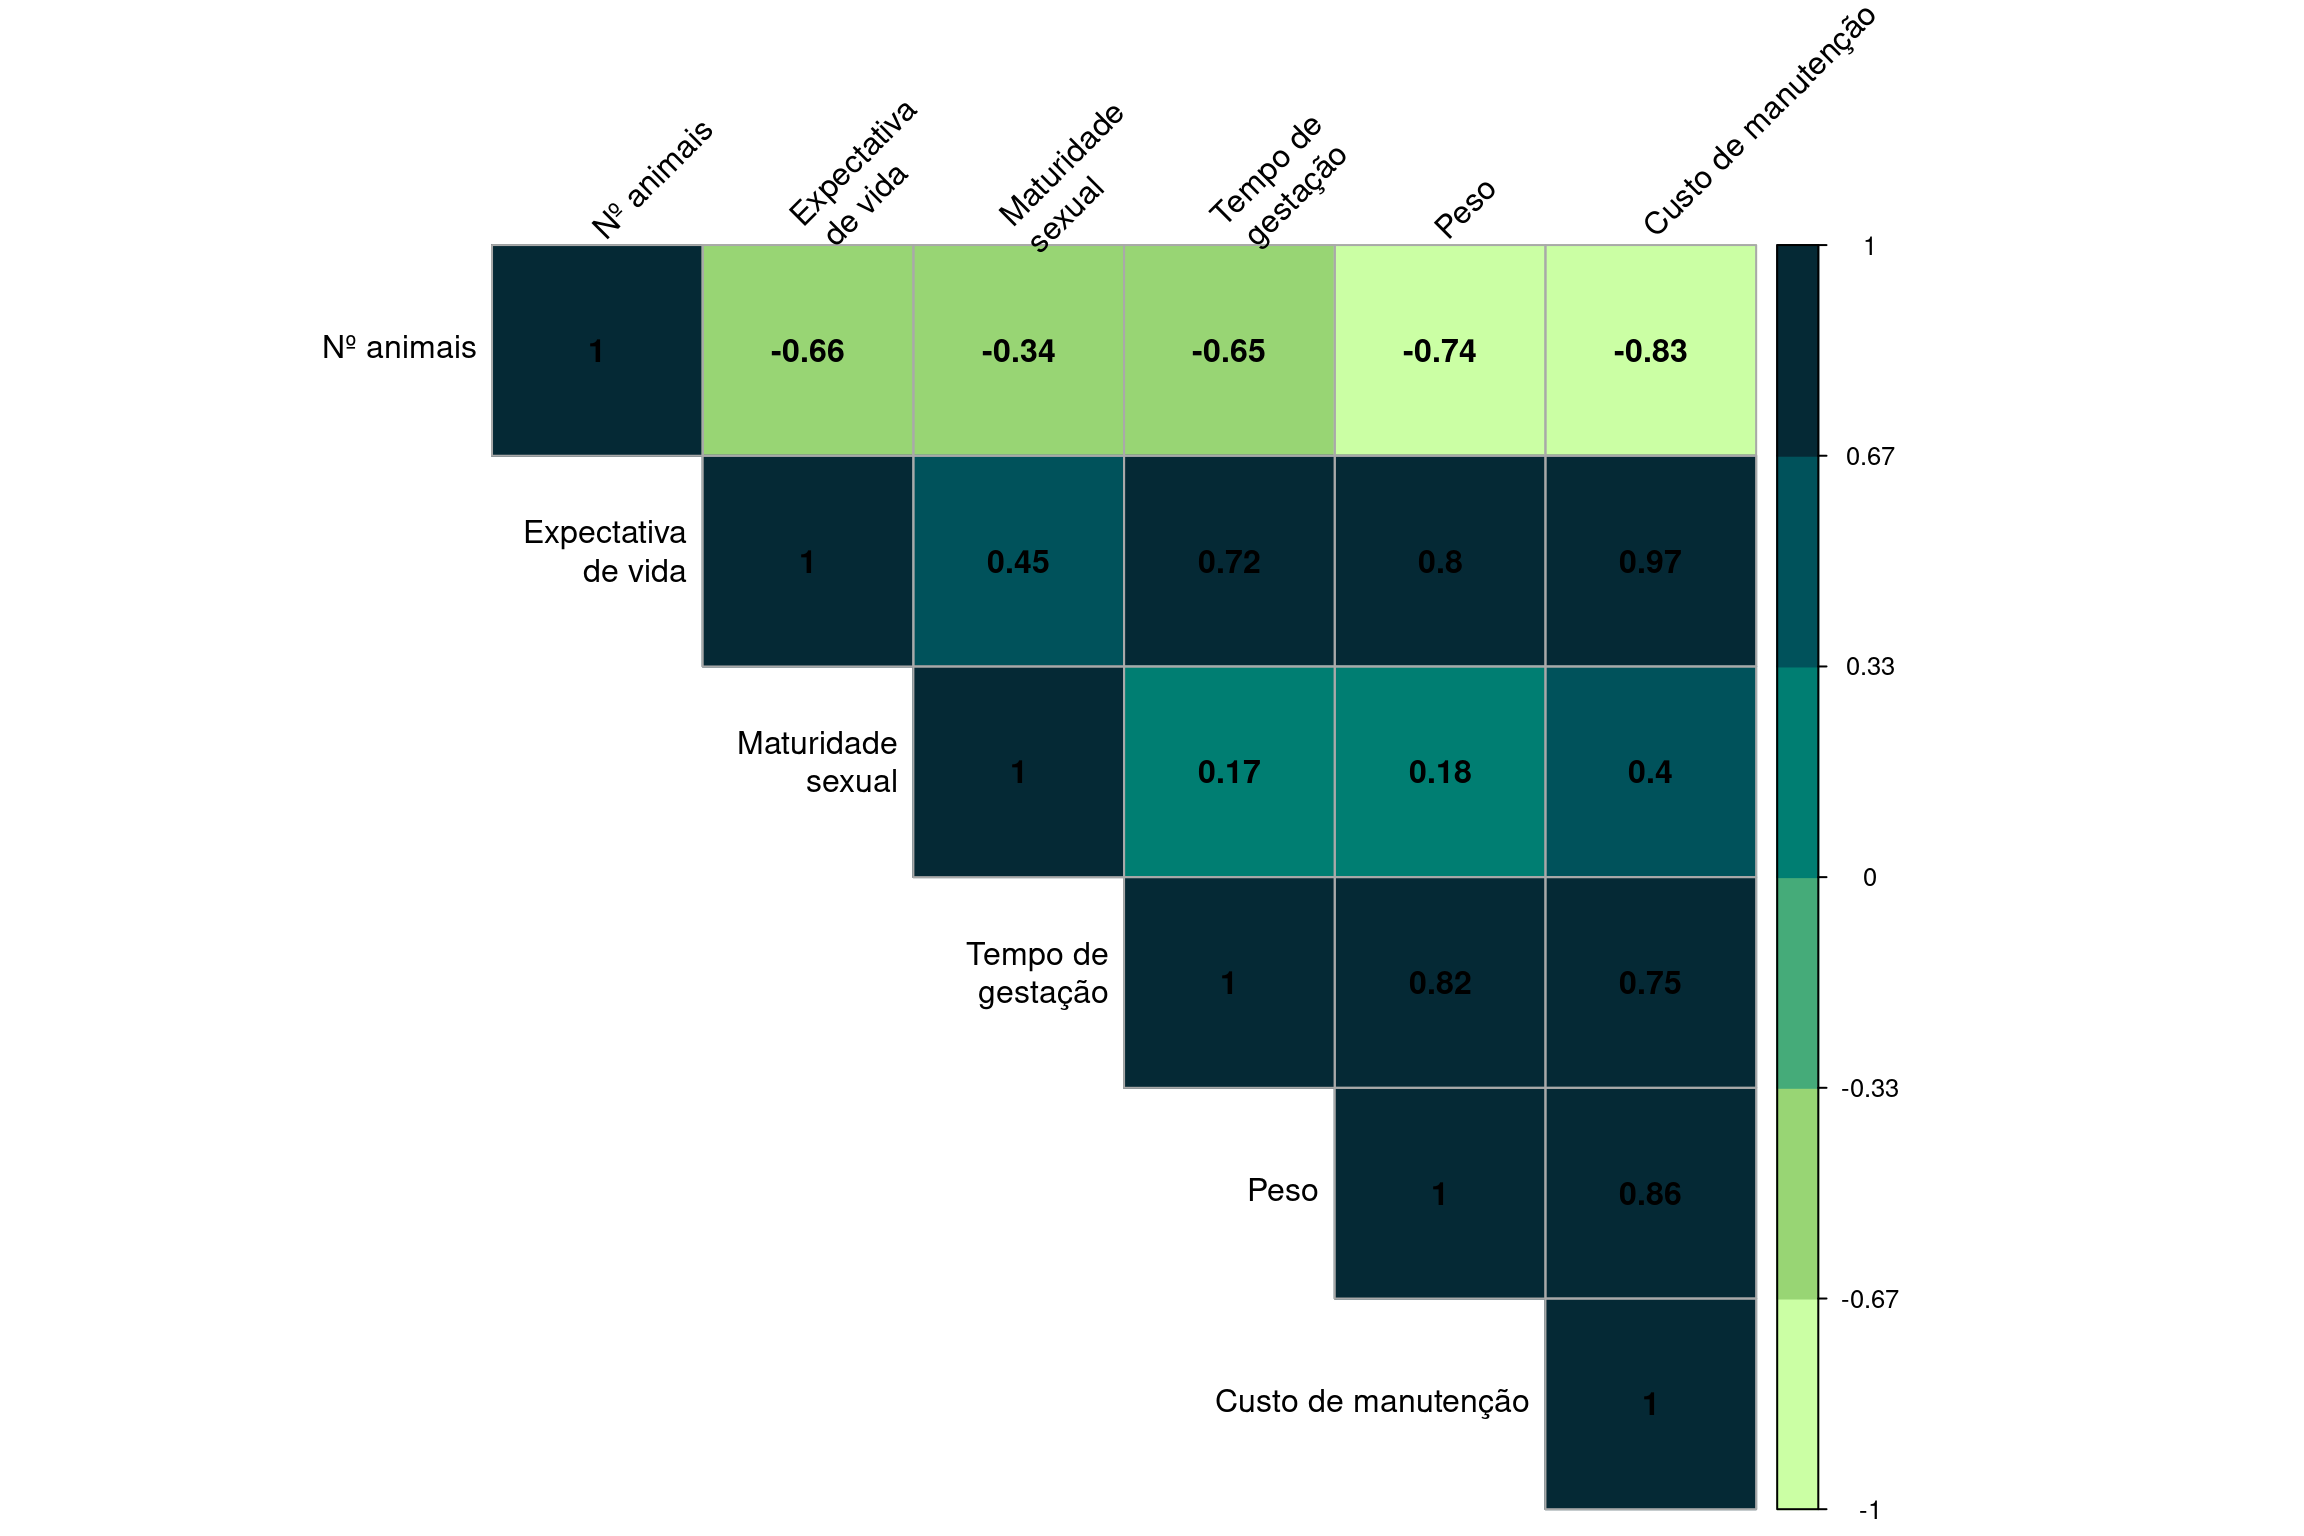 Nº animais
Expectativa
de vida
Maturidade
sexual
Tempo de
gestação
Peso
Custo de manutenção
Nº animais
1
-0.66
-0.34
-0.65
-0.74
-0.83
Expectativa
de vida
1
0.45
0.72
0.8
0.97
Maturidade
sexual
1
0.17
0.18
0.4
Tempo de
gestação
1
0.82
0.75
Peso
1
0.86
Custo de manutenção
1
1
0.67
0.33
0
-0.33
-0.67
-1